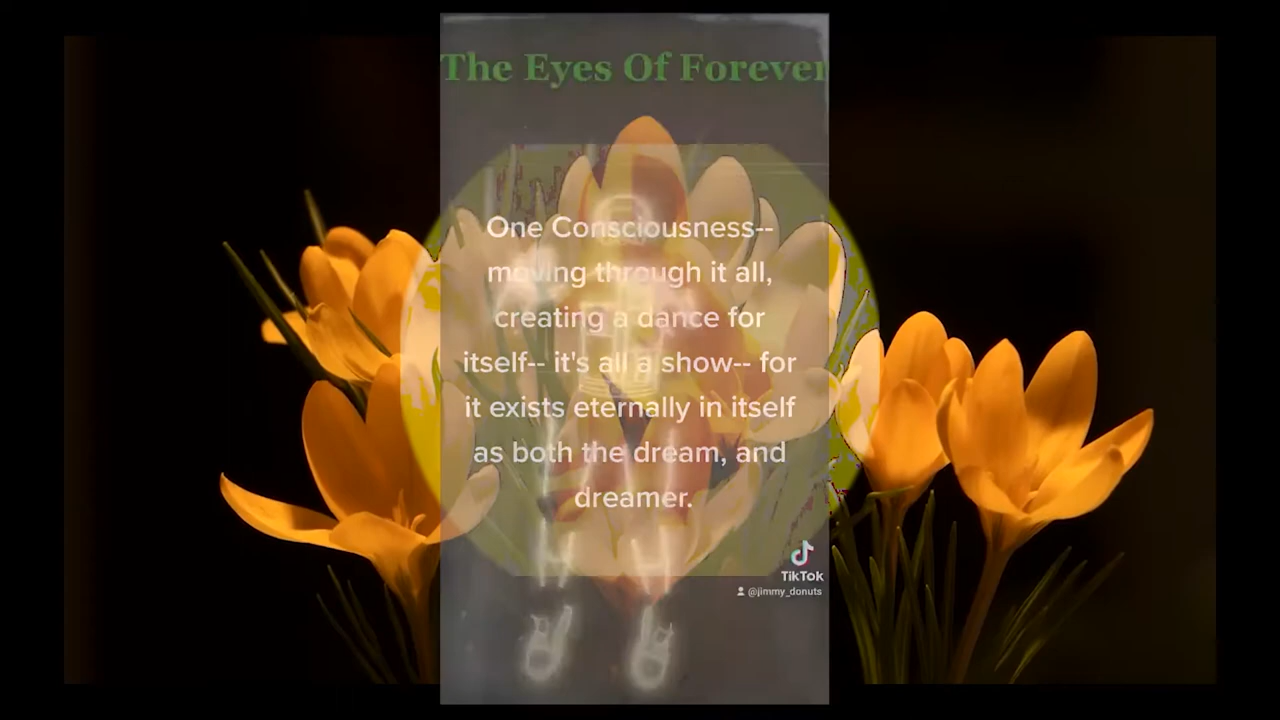 The Eyes Of Forever
One Consciousness--
moving through it all,
creating a dance for
itself-- it's all a show-- for
it exists eternally in itself
as both the dream, and
dreamer.
TikTok
@jimmy_donuts